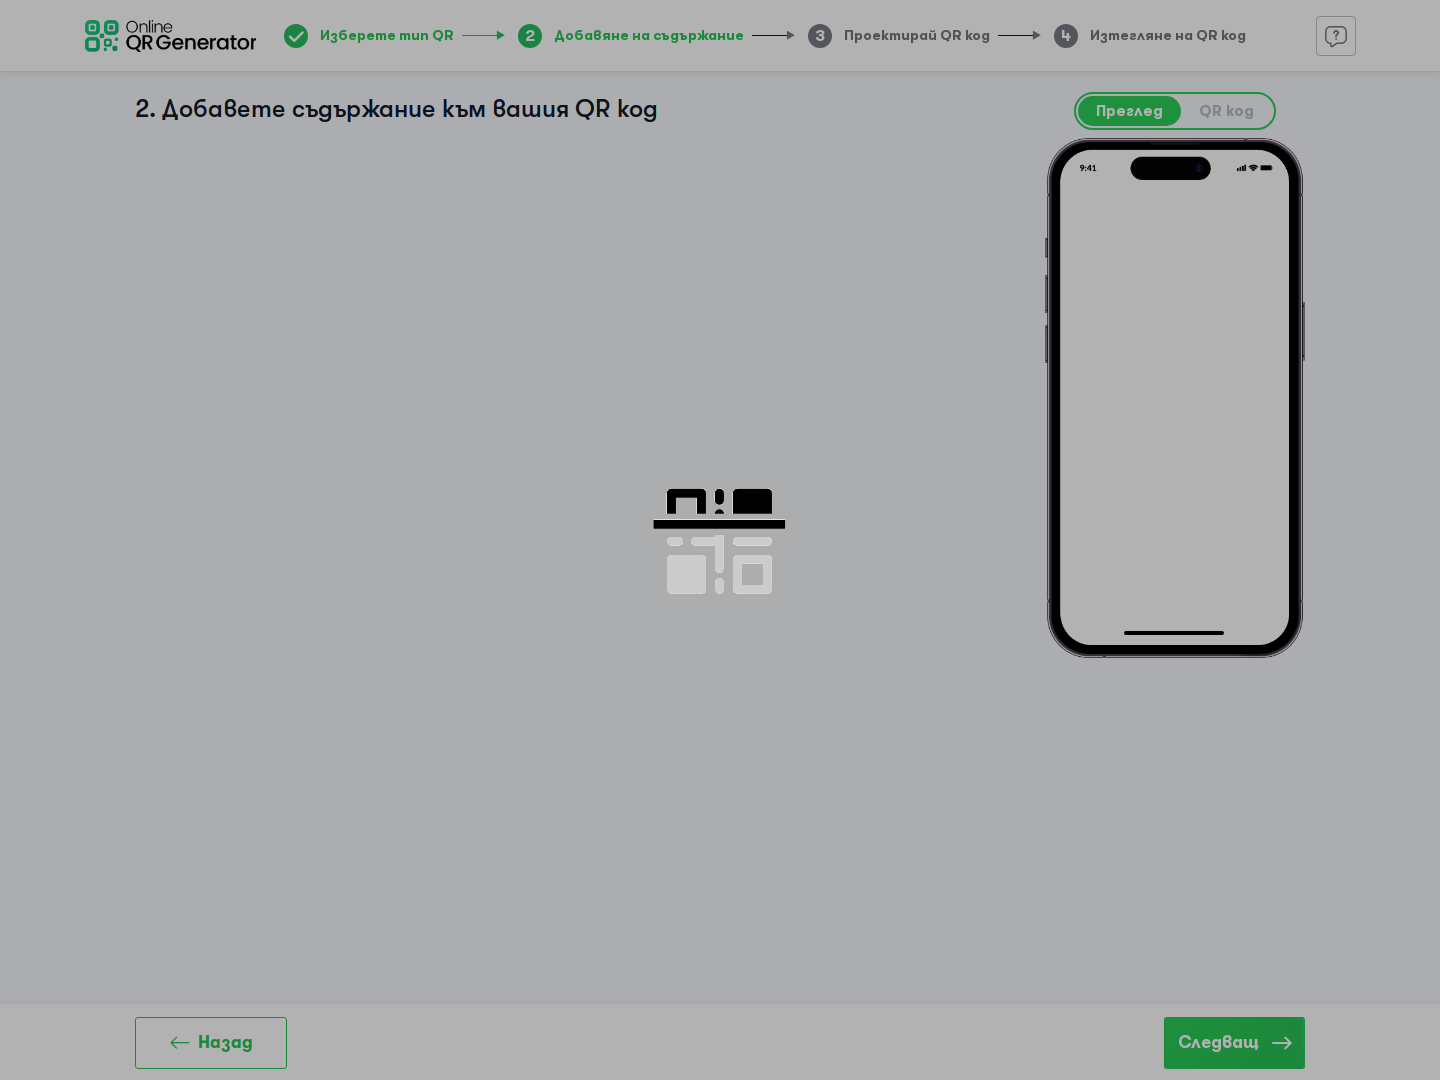 Online
QR Generator
Изберете тип QR
2
Добавяне на съдържание
3
Проектирай QR код
4
Изтегляне на QR код
2. Добавете съдържание към вашия QR код
Преглед
QR код
9:41
Назад
Следващ